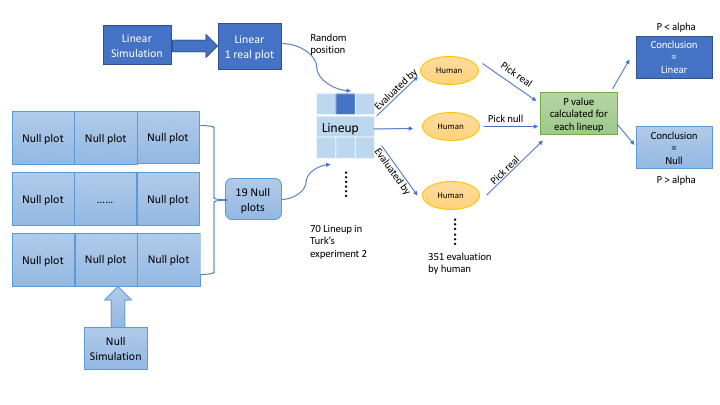 Linear
Simulation
Linear
1 real plot
Random
position
Null plot
Null plot
Null plot
Null plot
......
Null plot
Null plot
Null plot
Null plot
Null
Simulation
19 Null
plots
Lineup
70 Lineup in
Turk's
experiment 2
Evaluated by
Evaluated by
Human
Human
Human
351 evaluation
by human
Pick real
Pick null
Pick real
P value
calculated for
each lineup
P < alpha
Conclusion
=
Linear
Conclusion
=
Null
P > alpha